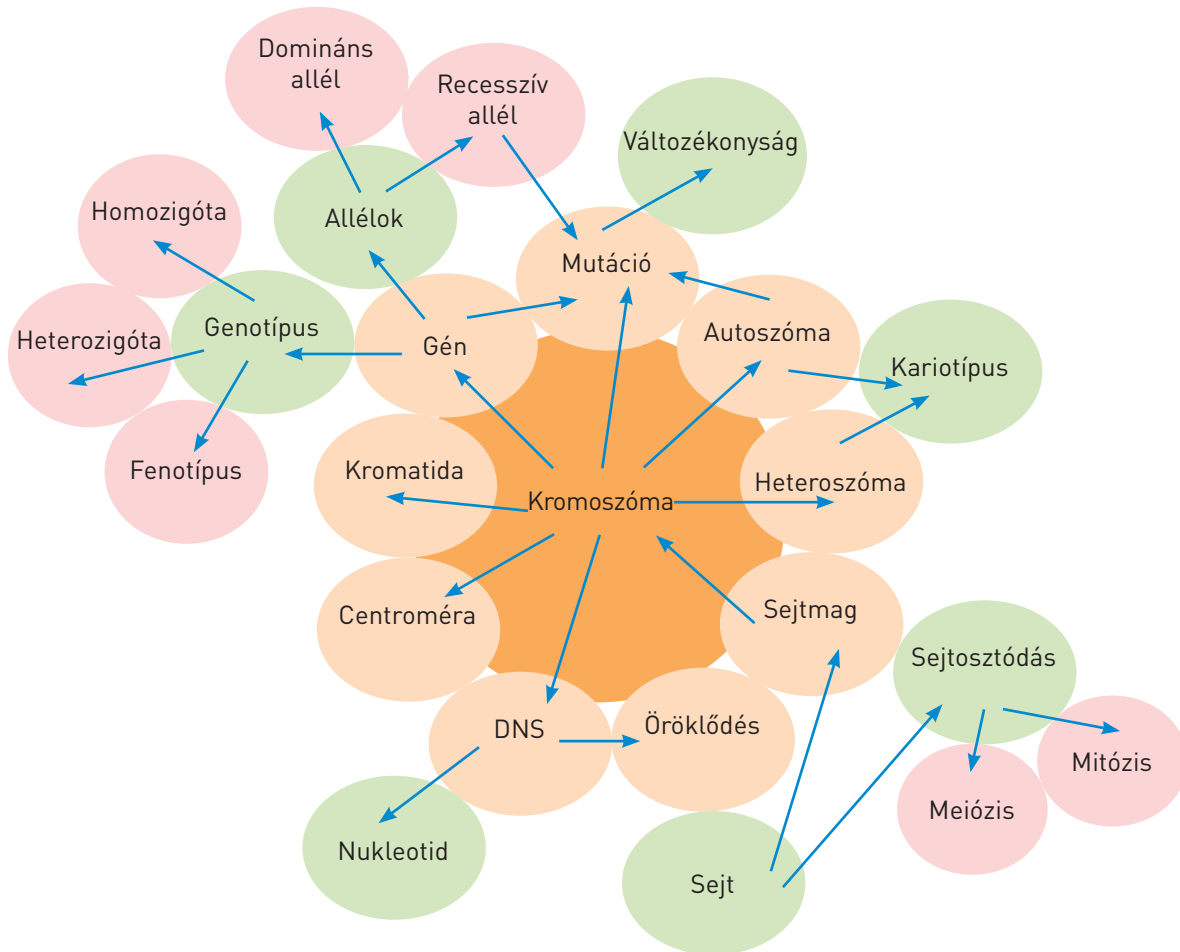 Domináns
allél
Recesszív
allél
Változékonyság
Homozigóta
Allélok
Mutáció
Heterozigóta
Genotípus
Gén
Autoszóma
Kariotípus
Fenotípus
Kromatida
Kromoszóma
Heteroszóma
Centroméra
Sejtmag
Sejtosztódás
DNS
Öröklődés
Mitózis
Meiózis
Nukleotid
Sejt